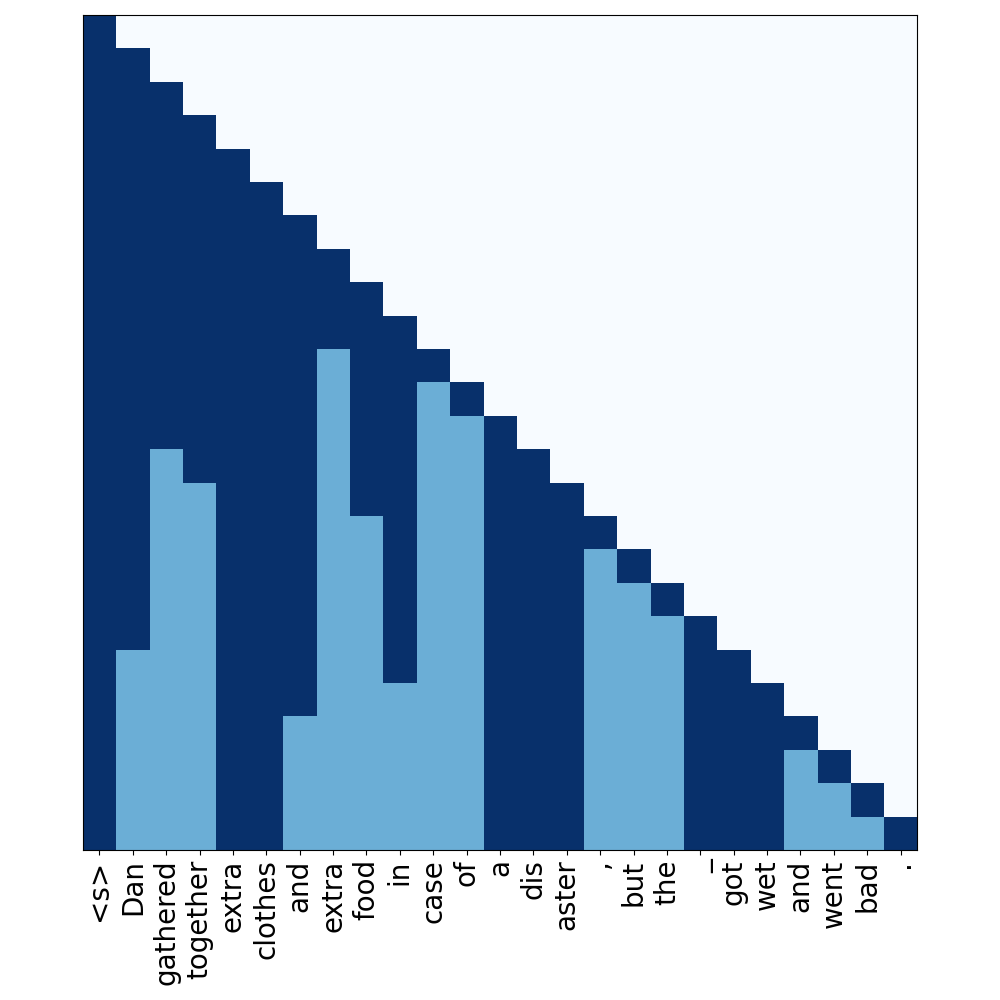 <s> Dan gathered together extra clothes and extra food in case of a dis aster , but the _ got wet and went bad .